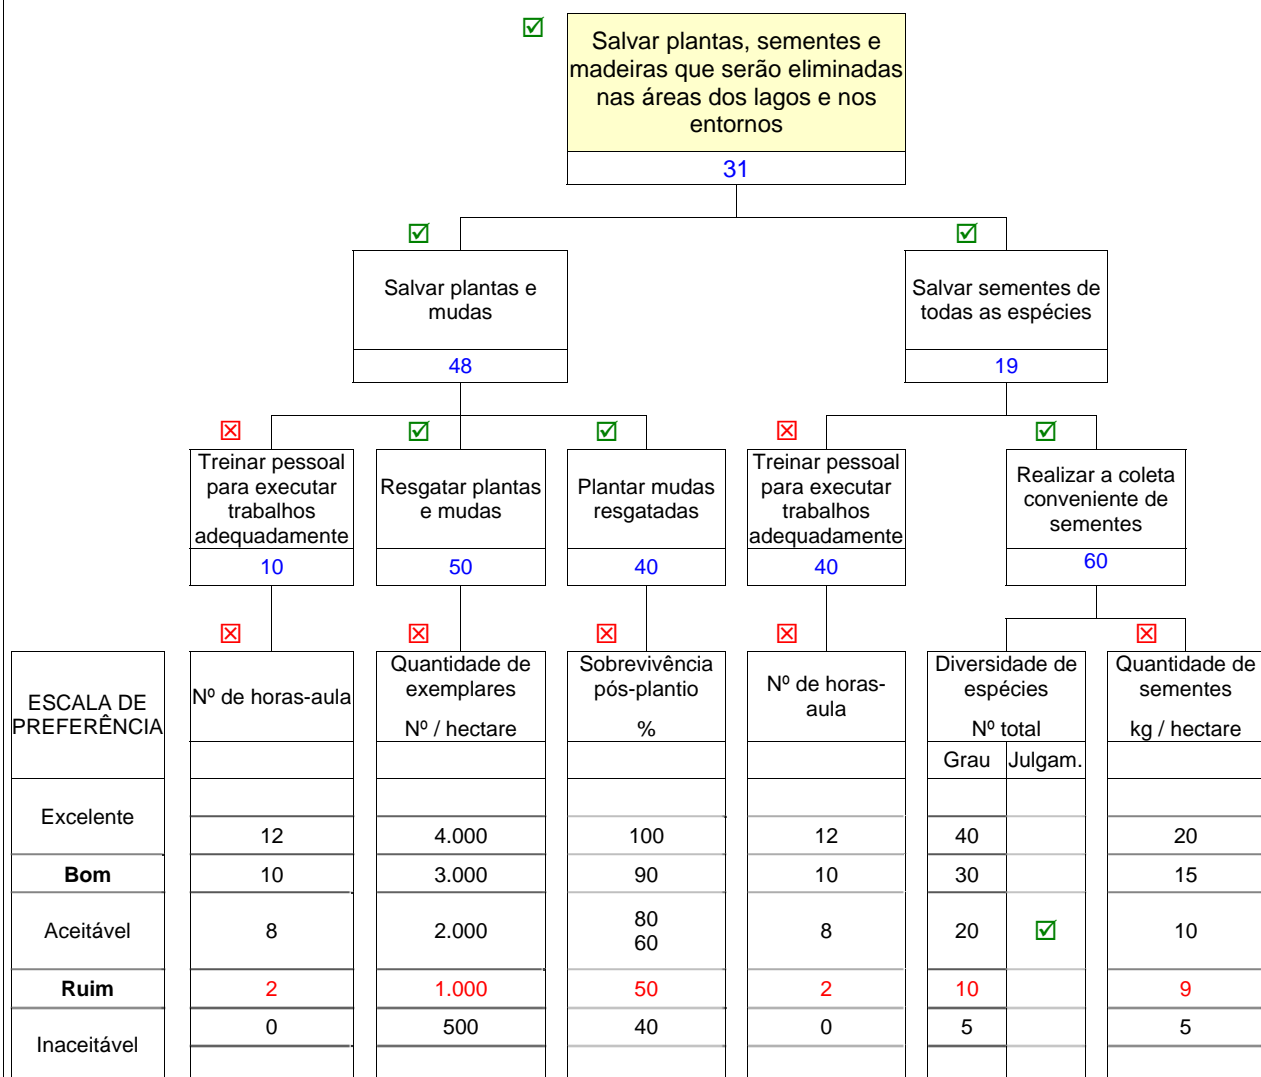 Salvar plantas, sementes e
madeiras que serão eliminadas
nas áreas dos lagos e nos
entornos
31
Salvar plantas e
mudas
48
Salvar sementes de
todas as espécies
19
Treinar pessoal
para executar
trabalhos
adequadamente
10
Resgatar plantas
e mudas
50
Plantar mudas
resgatadas
40
Treinar pessoal
para executar
trabalhos
adequadamente
40
Realizar a coleta
conveniente de
sementes
60
ESCALA DE
PREFERÊNCIA
Nº de horas-aula
Quantidade de
exemplares
Nº / hectare
Sobrevivência
pós-plantio
%
Nº de horas-
aula
Diversidade de
espécies
Nº total
Grau Julgam.
Quantidade de
sementes
kg / hectare
Excelente
12 4.000 100 12 40 20
Bom 10 3.000 90 10 30 15
Aceitável 8 2.000 80 8 20 10
60
Ruim 2 1.000 50 2 10 9
Inaceitável 0 500 40 0 5 5